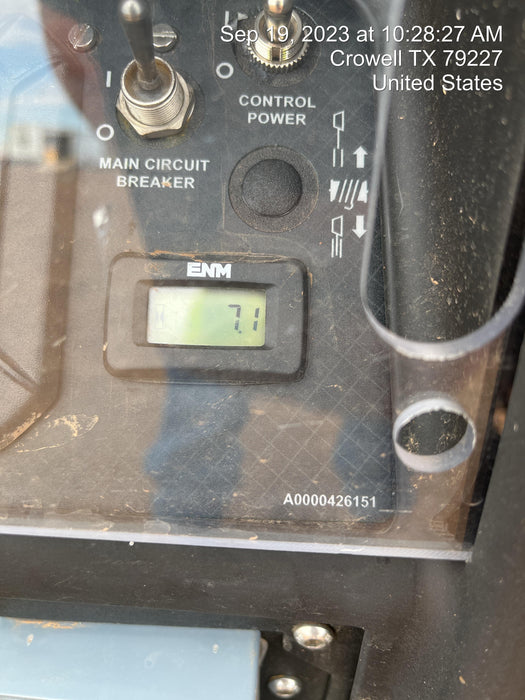 Sep 19, 2023 at 10:28:27 AM
Crowell TX 79227
United States
CONTROL
POWER
I
O
O
MAIN CIRCUIT
BREAKER
ENM
7.1
A0000426151